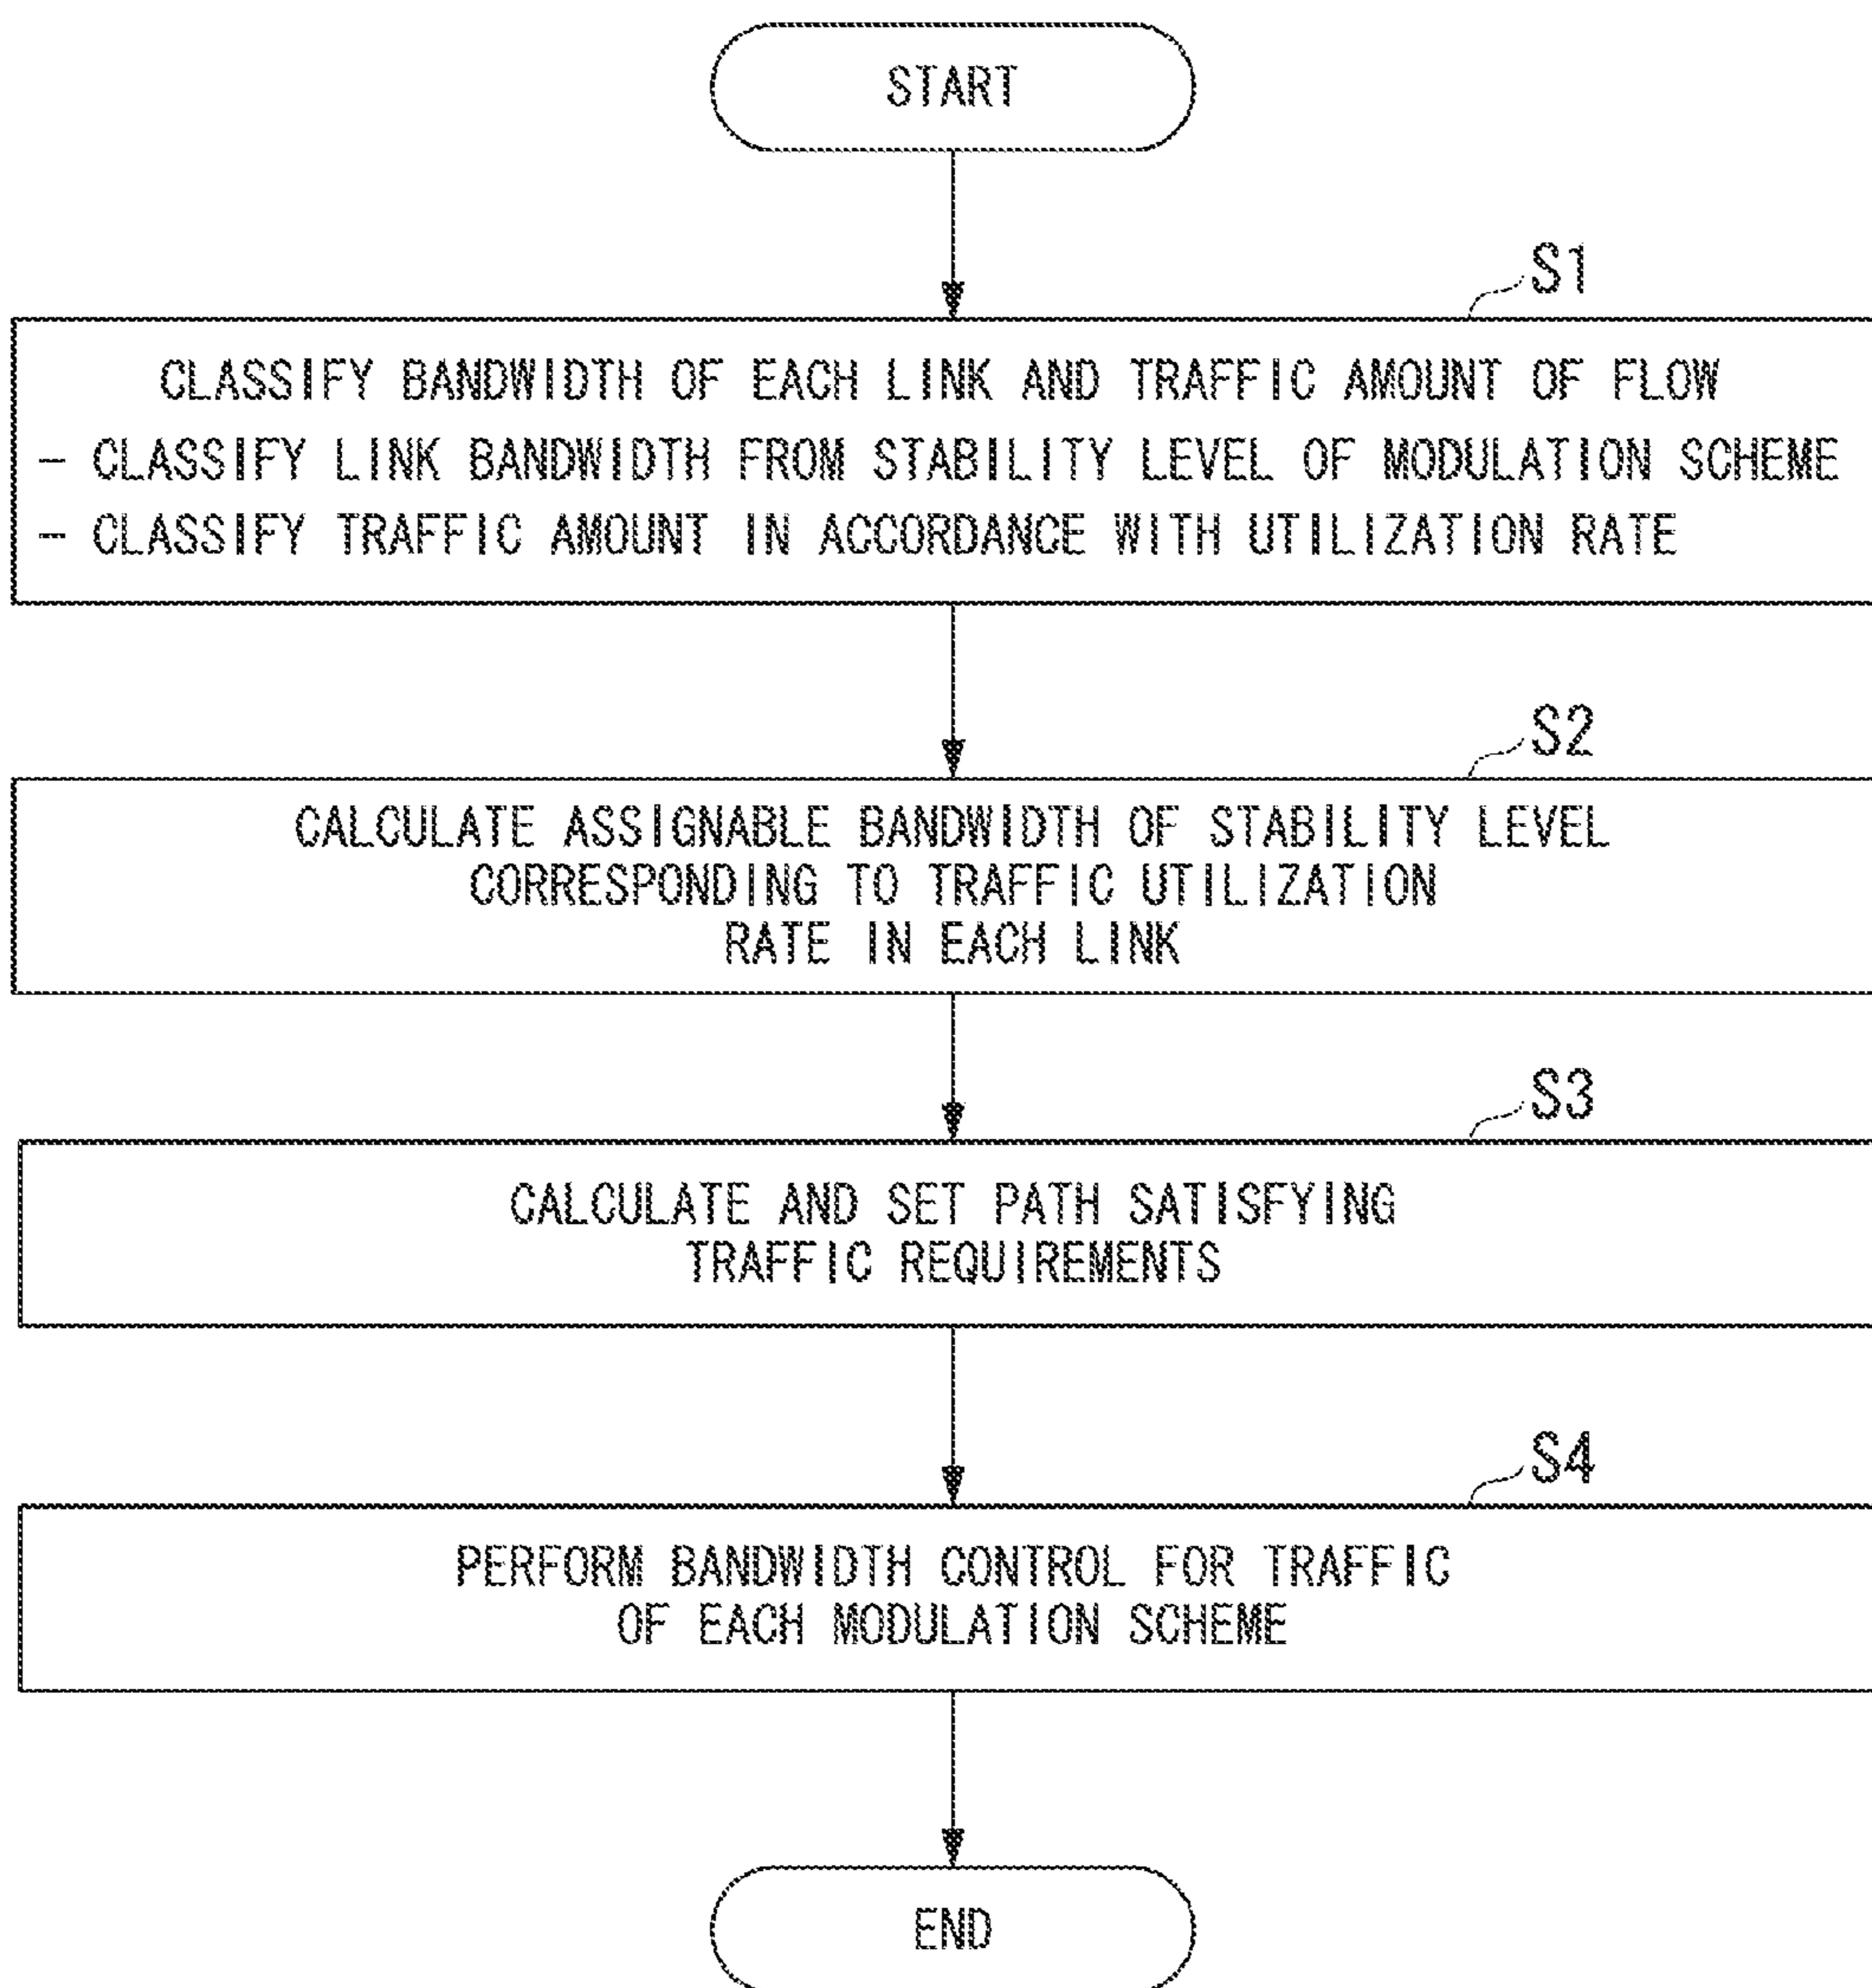 START
S1
CLASSIFY BANDWIDTH OF EACH LINK AND TRAFFIC AMOUNT OF FLOW
- CLASSIFY LINK BANDWIDTH FROM STABILITY LEVEL OF MODULATION SCHEME
- CLASSIFY TRAFFIC AMOUNT IN ACCORDANCE WITH UTILIZATION RATE
S2
CALCULATE ASSIGNABLE BANDWIDTH OF STABILITY LEVEL
CORRESPONDING TO TRAFFIC UTILIZATION
RATE IN EACH LINK
S3
CALCULATE AND SET PATH SATISFYING
TRAFFIC REQUIREMENTS
S4
PERFORM BANDWIDTH CONTROL FOR TRAFFIC
OF EACH MODULATION SCHEME
END